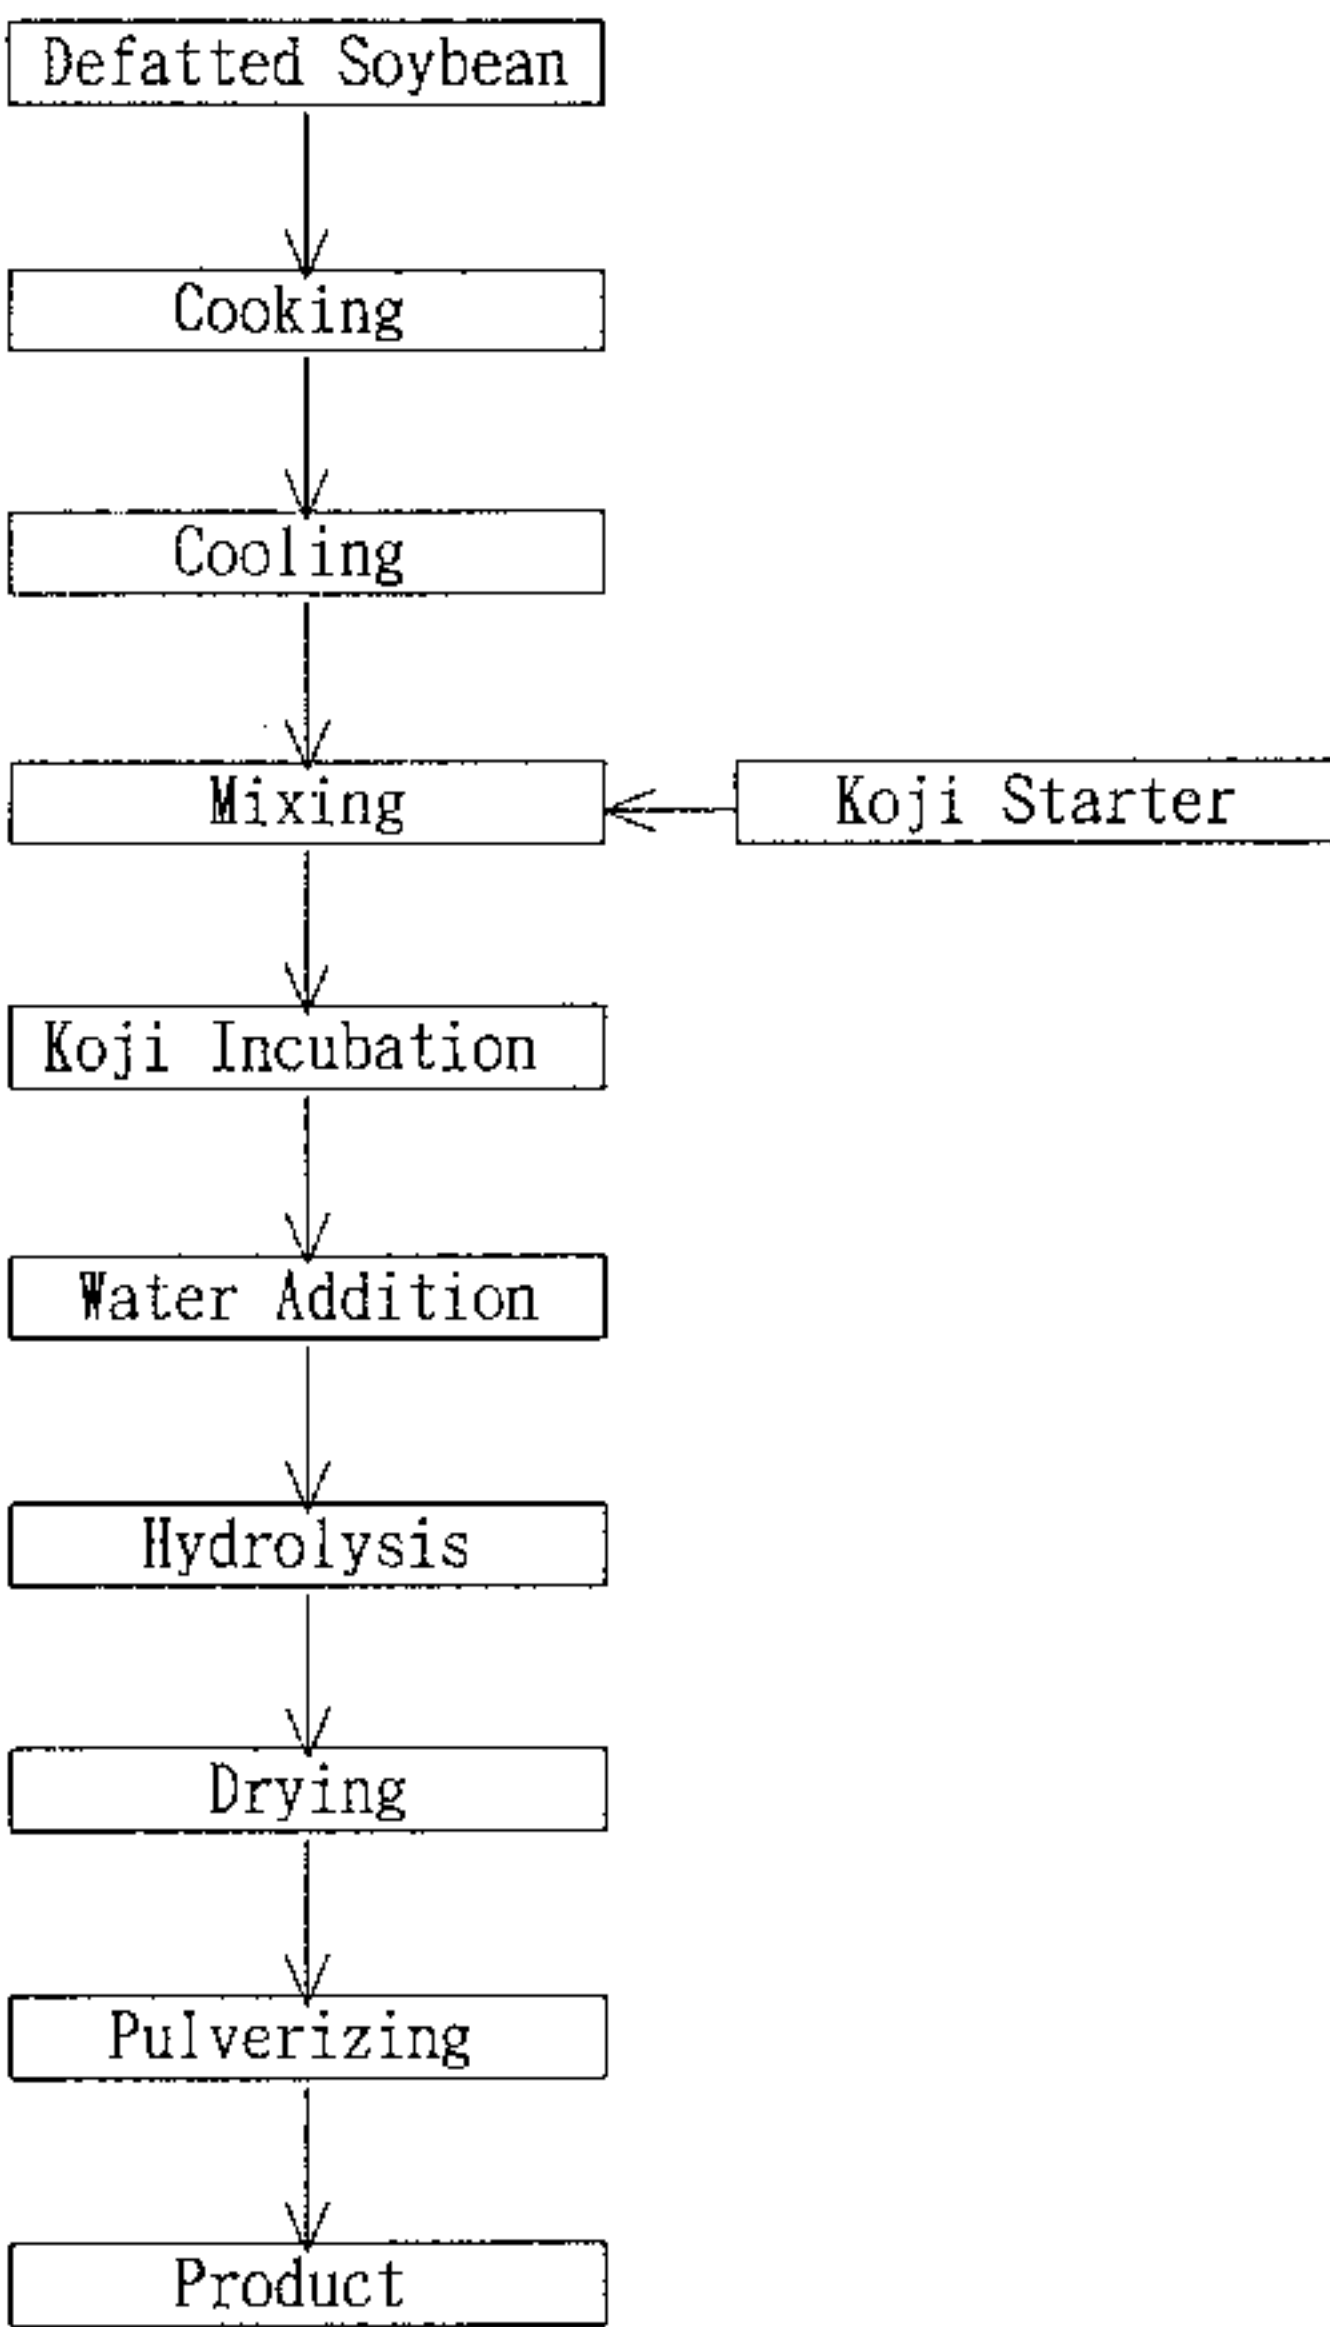 Defatted Soybean
Cooking
Cooling
Mixing
Koji Starter
Koji Incubation
Water Addition
Hydrolysis
Drying
Pulverizing
Product